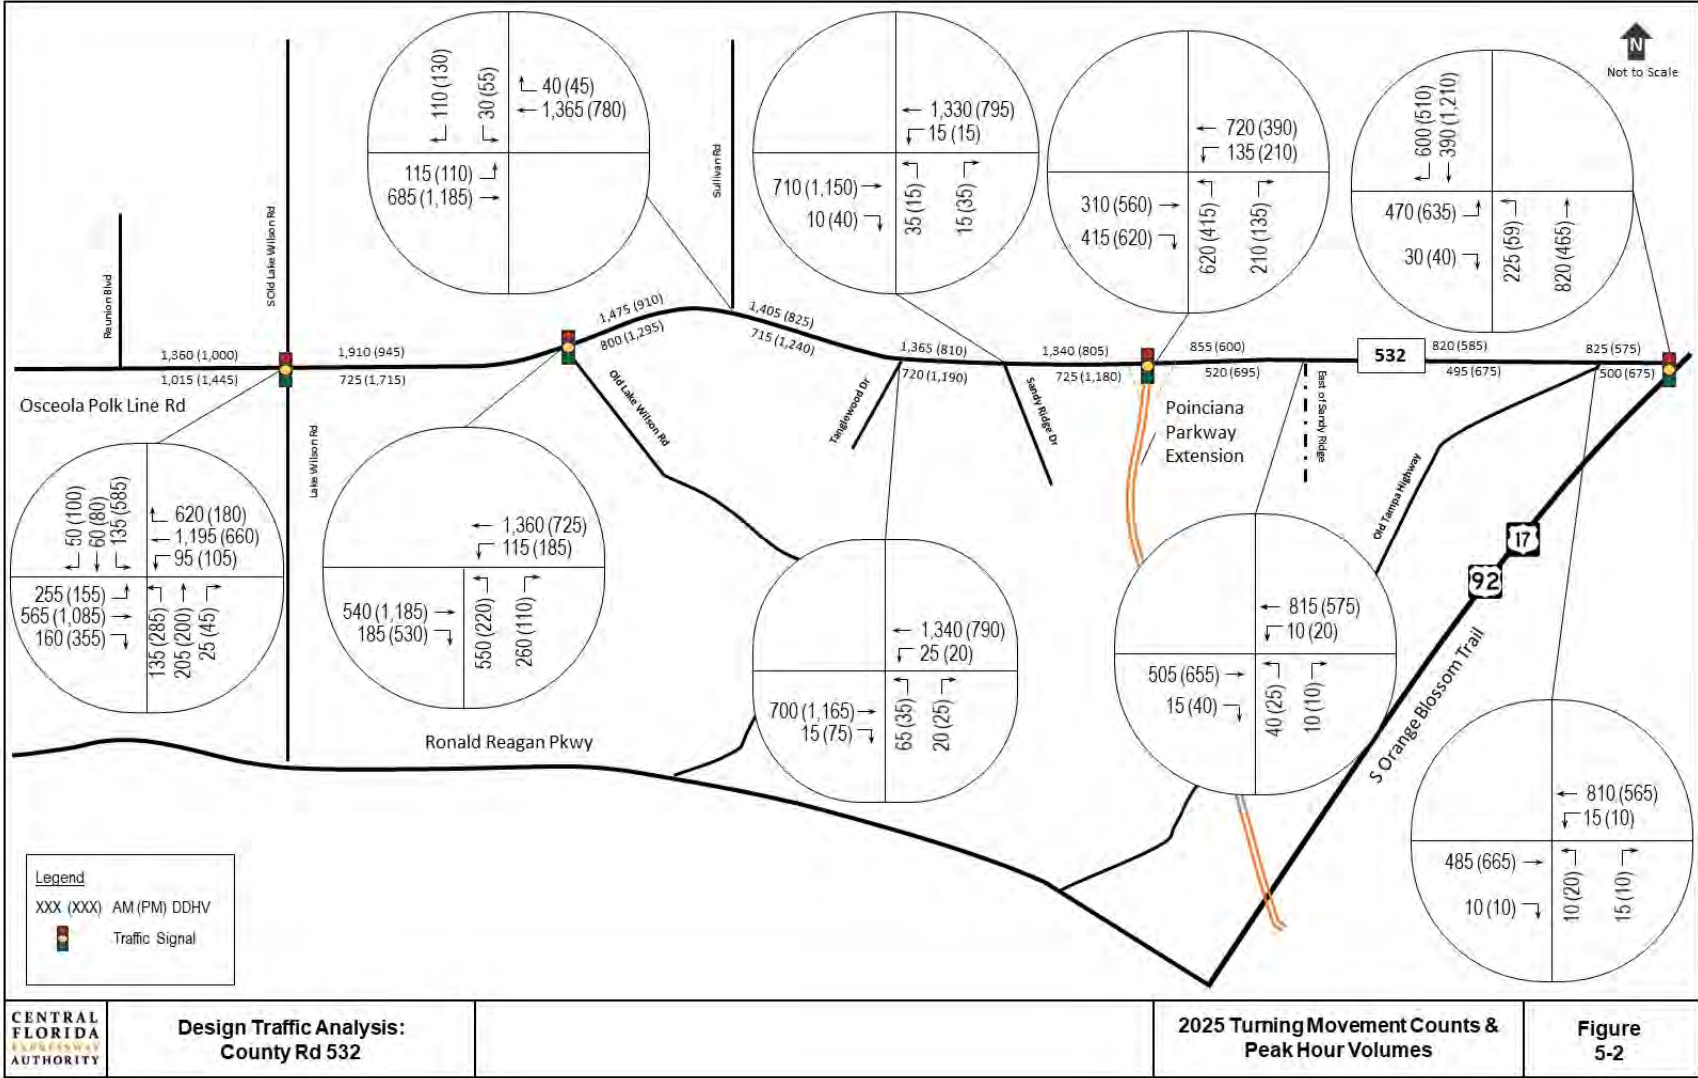 N
Not to Scale
110 (130)
30 (55)
40 (45)
1,365 (780)
115 (110)
685 (1,185)
1,330 (795)
15 (15)
710 (1,150)
10 (40)
35 (15)
15 (35)
720 (390)
135 (210)
310 (560)
415 (620)
620 (415)
210 (135)
600 (510)
390 (1,210)
470 (635)
30 (40)
225 (59)
820 (465)
Reunion Blvd
S Old Lake Wilson Rd
Sullivan Rd
1,360 (1,000)
1,015 (1,445)
1,910 (945)
725 (1,715)
1,475 (910)
800 (1,295)
1,405 (825)
715 (1,240)
1,365 (810)
720 (1,190)
1,340 (805)
725 (1,180)
855 (600)
520 (695)
532
820 (585)
495 (675)
825 (575)
500 (675)
Osceola Polk Line Rd
Lake Wilson Rd
Old Lake Wilson Rd
Tanglewood Dr
Sandy Ridge Dr
Poinciana
Parkway
Extension
East of Sandy Ridge
Old Tampa Highway
17
92
S Orange Blossom Trail
50 (100)
60 (80)
135 (585)
620 (180)
1,195 (660)
95 (105)
255 (155)
565 (1,085)
160 (355)
135 (285)
205 (200)
25 (45)
1,360 (725)
115 (185)
540 (1,185)
185 (530)
550 (220)
260 (110)
1,340 (790)
25 (20)
700 (1,165)
15 (75)
65 (35)
20 (25)
815 (575)
10 (20)
505 (655)
15 (40)
40 (25)
10 (10)
810 (565)
15 (10)
485 (665)
10 (10)
10 (20)
15 (10)
Ronald Reagan Pkwy
Legend
XXX (XXX) AM (PM) DDHV
Traffic Signal
CENTRAL
FLORIDA
EXPRESSWAY
AUTHORITY
Design Traffic Analysis:
County Rd 532
2025 Turning Movement Counts &
Peak Hour Volumes
Figure
5-2